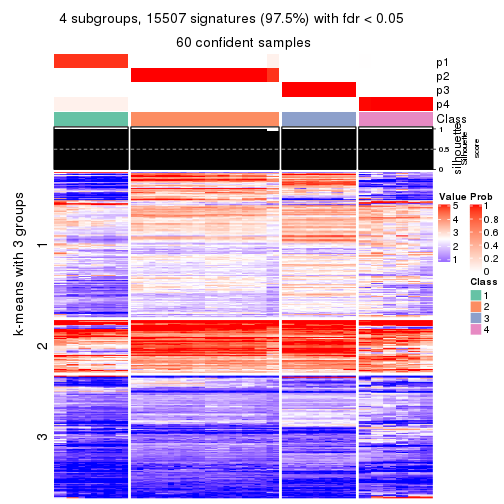 4 subgroups, 15507 signatures (97.5%) with fdr < 0.05
60 confident samples
p1
p2
p3
p4
Class
1
0.5
0
silhouette
Silhouette
score
k-means with 3 groups
1
2
3
Value
5
4
3
2
1
Prob
1
0.8
0.6
0.4
0.2
0
Class
1
2
3
4